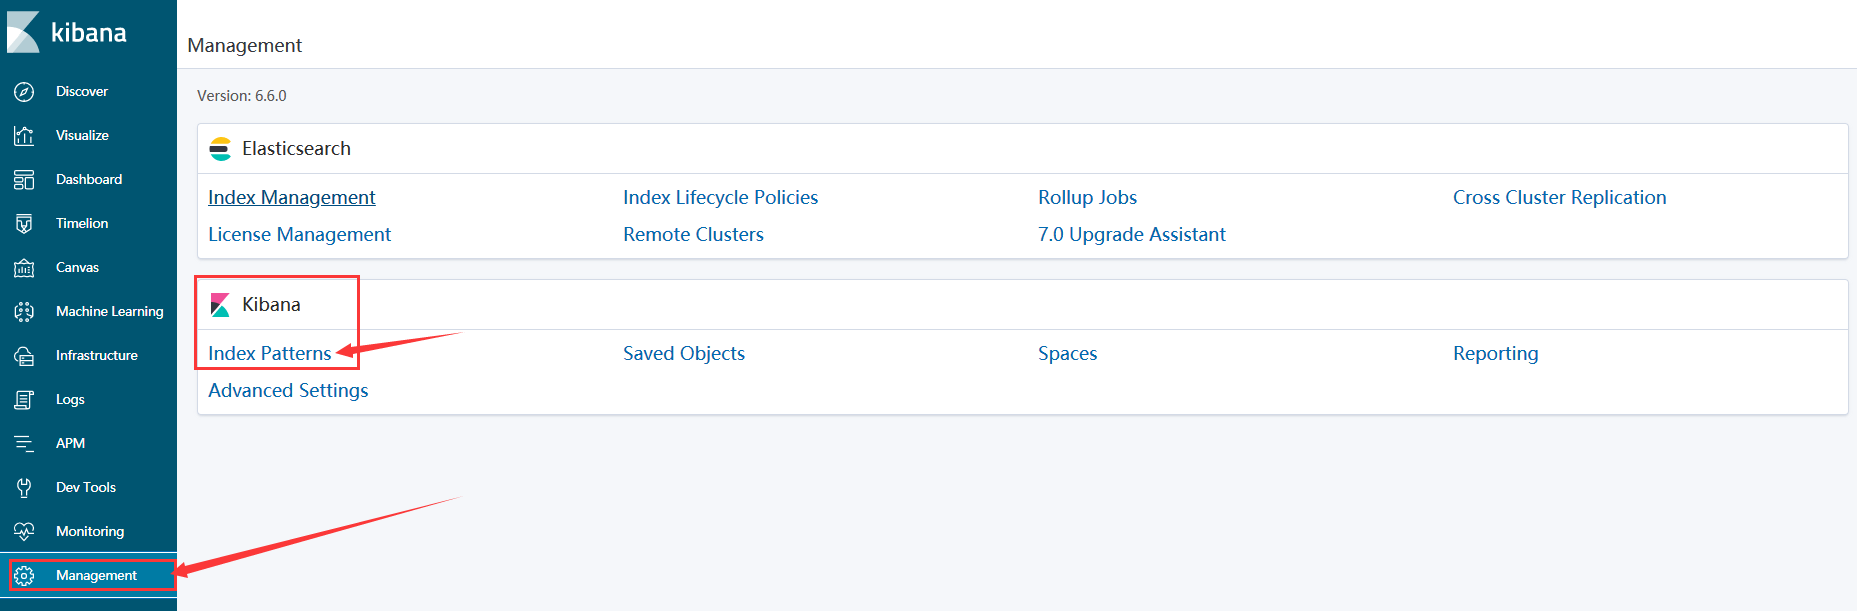 kibana
Discover
Visualize
Dashboard
Timelion
Canvas
Machine Learning
Infrastructure
Logs
APM
Dev Tools
Monitoring
Management
Management
Version: 6.6.0
Elasticsearch
Index Management Index Lifecycle Policies Rollup Jobs Cross Cluster Replication
License Management Remote Clusters 7.0 Upgrade Assistant
Kibana
Index Patterns Saved Objects Spaces Reporting
Advanced Settings